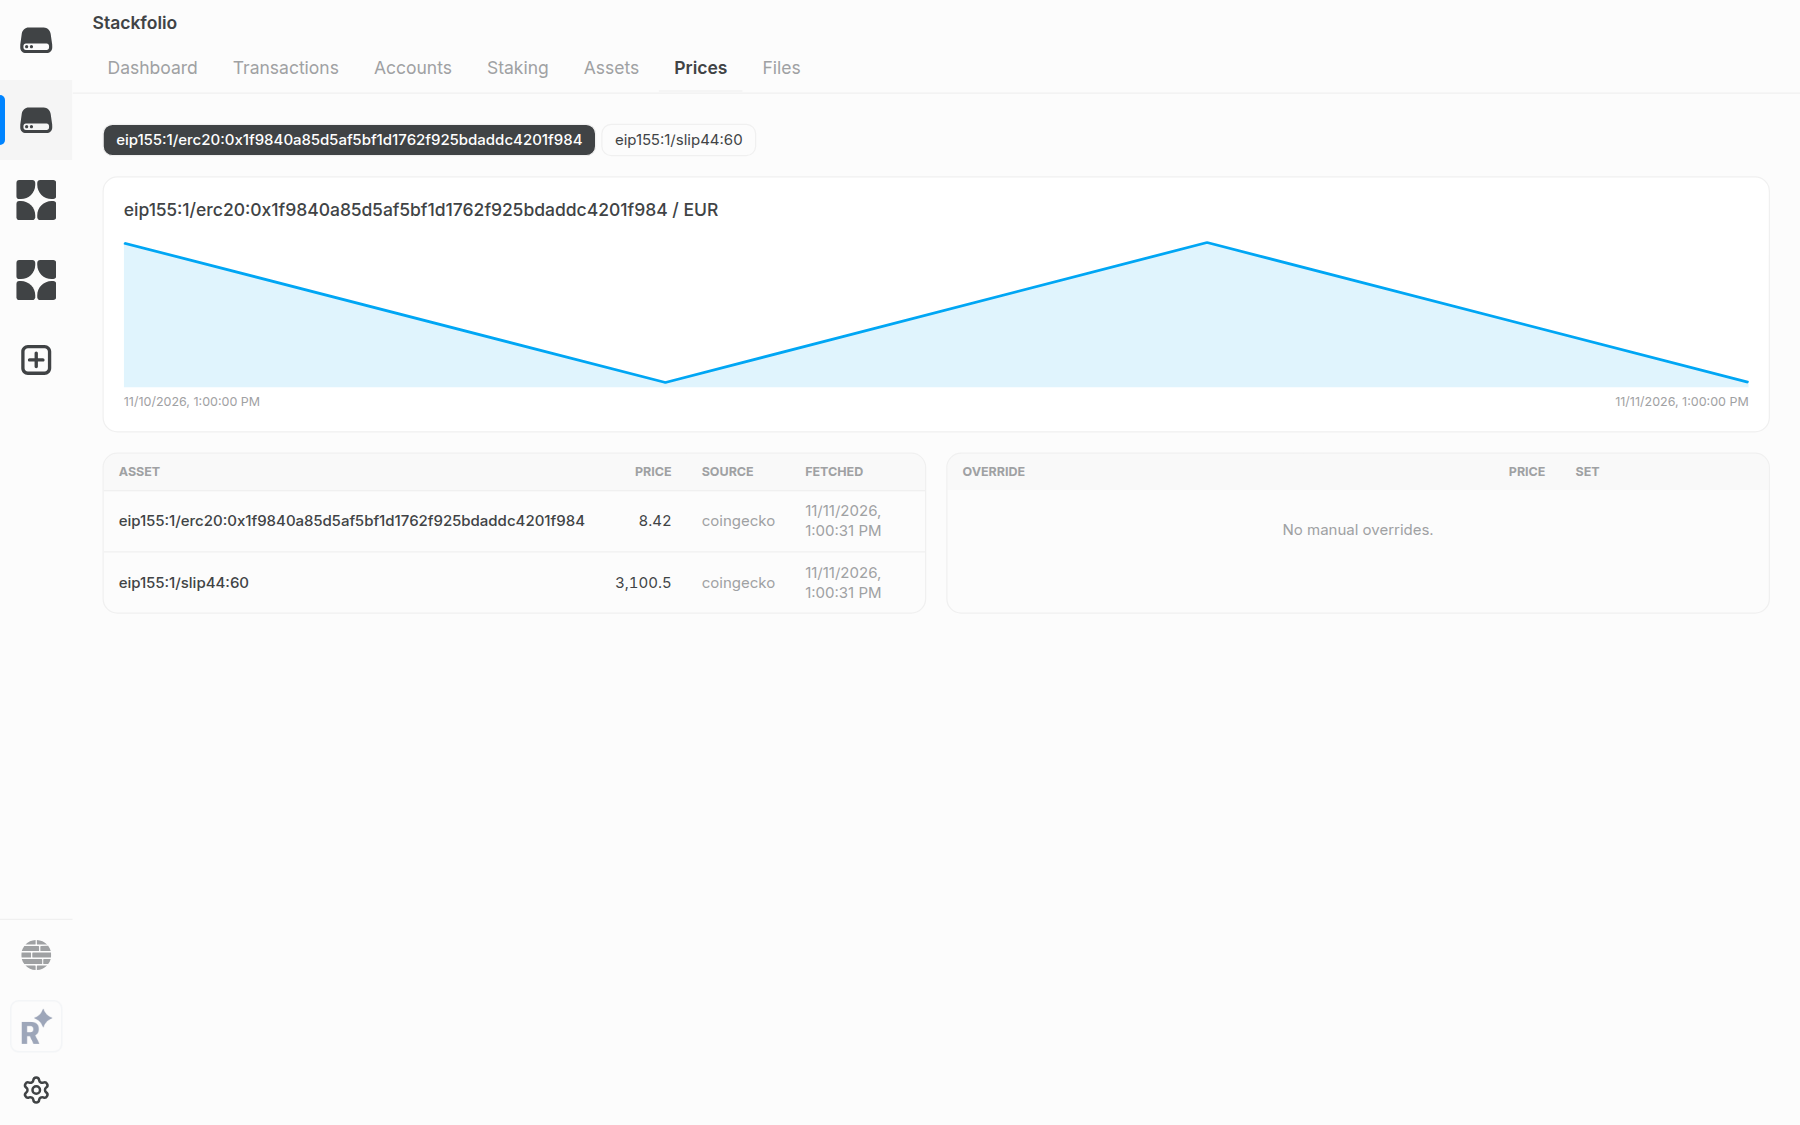 Stackfolio
Dashboard Transactions Accounts Staking Assets Prices Files
eip155:1/erc20:0x1f9840a85d5af5bf1d1762f925bdaddc4201f984 eip155:1/slip44:60
eip155:1/erc20:0x1f9840a85d5af5bf1d1762f925bdaddc4201f984 / EUR
11/10/2026, 1:00:00 PM 11/11/2026, 1:00:00 PM
ASSET PRICE SOURCE FETCHED
eip155:1/erc20:0x1f9840a85d5af5bf1d1762f925bdaddc4201f984 8.42 coingecko 11/11/2026,
1:00:31 PM
eip155:1/slip44:60 3,100.5 coingecko 11/11/2026,
1:00:31 PM
OVERRIDE PRICE SET
No manual overrides.
R